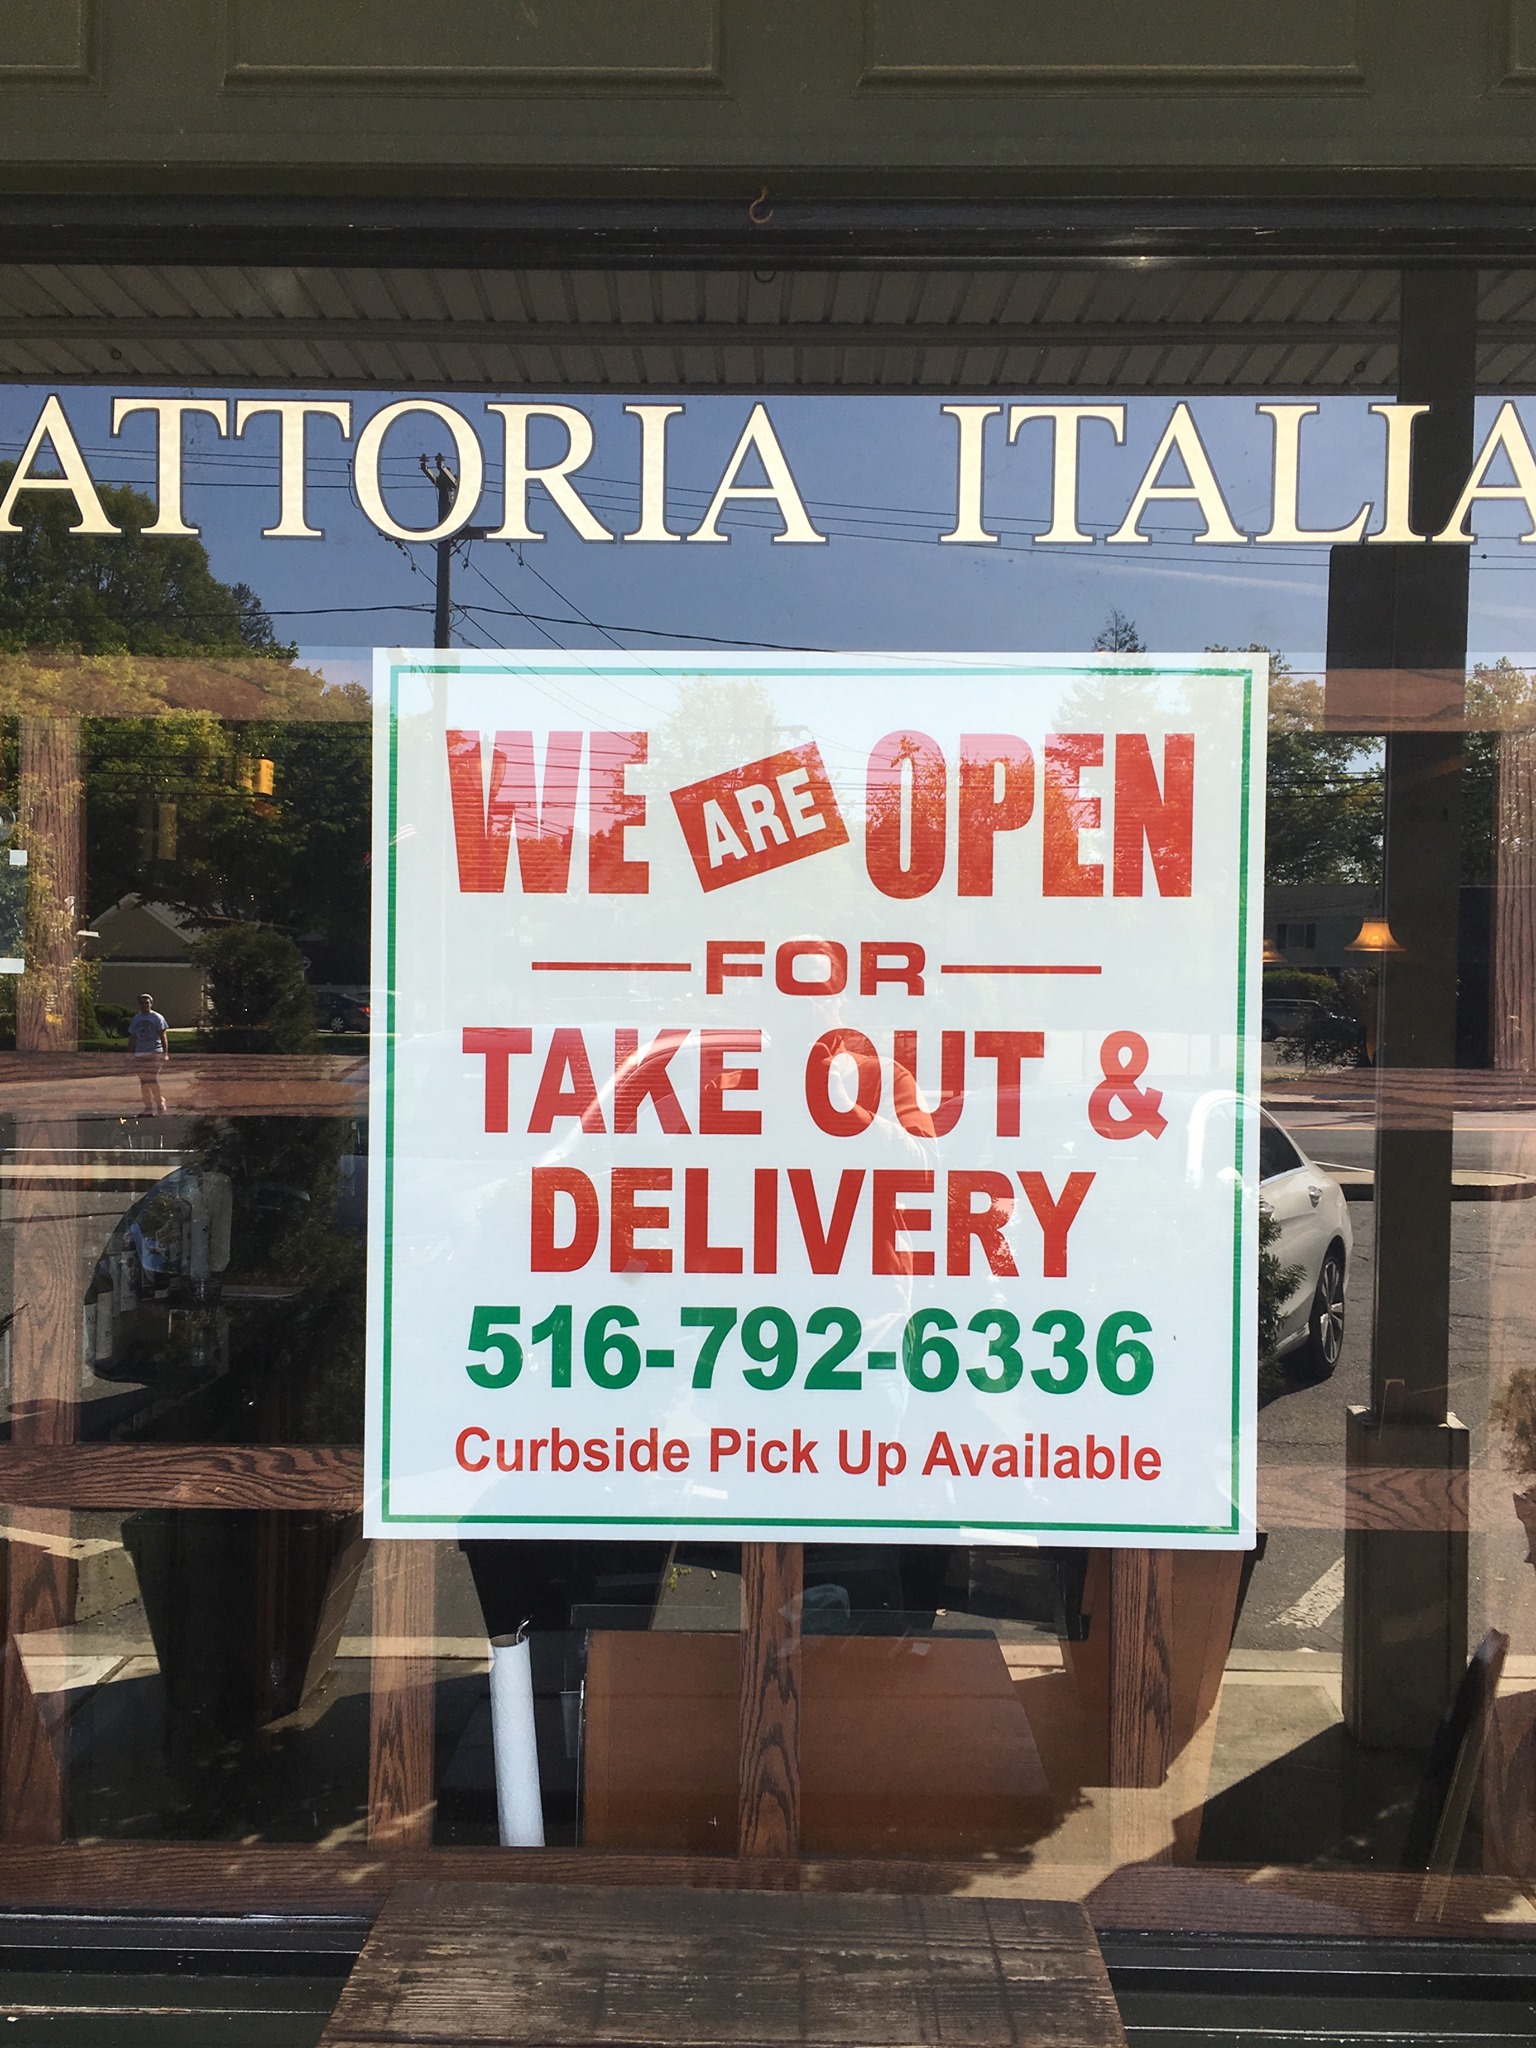 ATTORIA ITALIA
WE ARE OPEN
FOR
TAKE OUT &
DELIVERY
516-792-6336
Curbside Pick Up Available